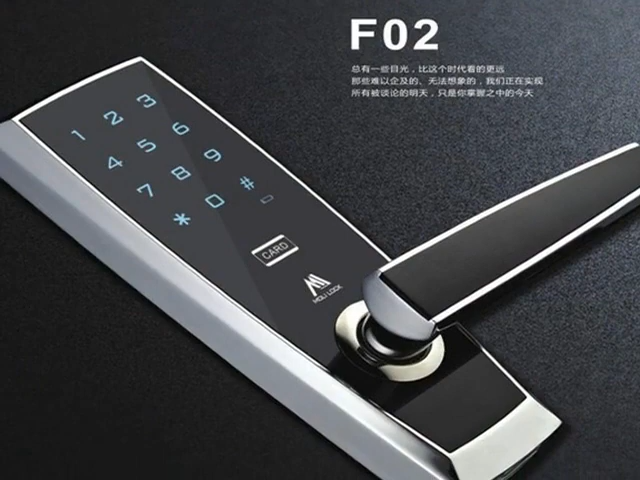 F02
总有一些目光，比这个时代看的更远
那些难以企及的、无法想象的，我们正在实现
所有被谈论的明天，只是你掌握之中的今天
1 2 3
4 5 6
7 8 9
* 0 #
CARD
MOLI LOCK